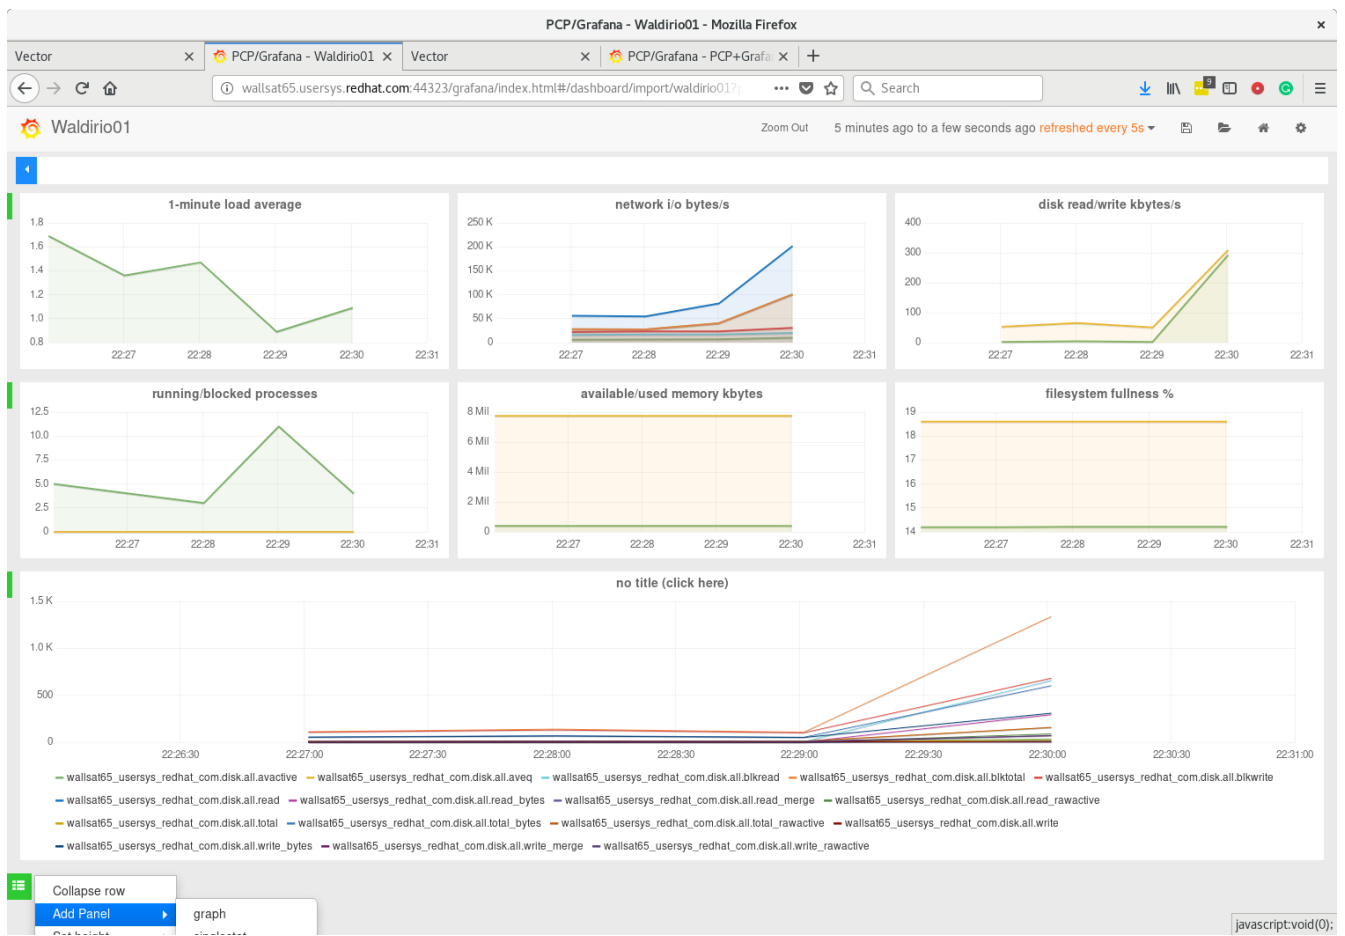 PCP/Grafana - Waldirio01 - Mozilla Firefox
Vector PCP/Grafana - Waldirio01 Vector PCP/Grafana - PCP+Grafa
wallsat65.usersys.redhat.com:44323/grafana/index.html#/dashboard/import/waldirio01? Search 9
Waldirio01 Zoom Out 5 minutes ago to a few seconds ago refreshed every 5s
1-minute load average
1.8
1.6
1.4
1.2
1.0
0.8
22:27 22:28 22:29 22:30 22:31
network i/o bytes/s
250 K
200 K
150 K
100 K
50 K
0
22:27 22:28 22:29 22:30 22:31
disk read/write kbytes/s
400
300
200
100
0
22:27 22:28 22:29 22:30 22:31
running/blocked processes
12.5
10.0
7.5
5.0
2.5
0
22:27 22:28 22:29 22:30 22:31
available/used memory kbytes
8 Mil
6 Mil
4 Mil
2 Mil
0
22:27 22:28 22:29 22:30 22:31
filesystem fullness %
19
18
17
16
15
14
22:27 22:28 22:29 22:30 22:31
no title (click here)
1.5 K
1.0 K
500
0
22:26:30 22:27:00 22:27:30 22:28:00 22:28:30 22:29:00 22:29:30 22:30:00 22:30:30 22:31:00
wallsat65_usersys_redhat_com.disk.all.avactive wallsat65_usersys_redhat_com.disk.all.aveq wallsat65_usersys_redhat_com.disk.all.blkread wallsat65_usersys_redhat_com.disk.all.blktotal wallsat65_usersys_redhat_com.disk.all.blkwrite
wallsat65_usersys_redhat_com.disk.all.read wallsat65_usersys_redhat_com.disk.all.read_bytes wallsat65_usersys_redhat_com.disk.all.read_merge wallsat65_usersys_redhat_com.disk.all.read_rawactive
wallsat65_usersys_redhat_com.disk.all.total wallsat65_usersys_redhat_com.disk.all.total_bytes wallsat65_usersys_redhat_com.disk.all.total_rawactive wallsat65_usersys_redhat_com.disk.all.write
wallsat65_usersys_redhat_com.disk.all.write_bytes wallsat65_usersys_redhat_com.disk.all.write_merge wallsat65_usersys_redhat_com.disk.all.write_rawactive
Collapse row
Add Panel graph
Set height singlestat
javascript:void(0);